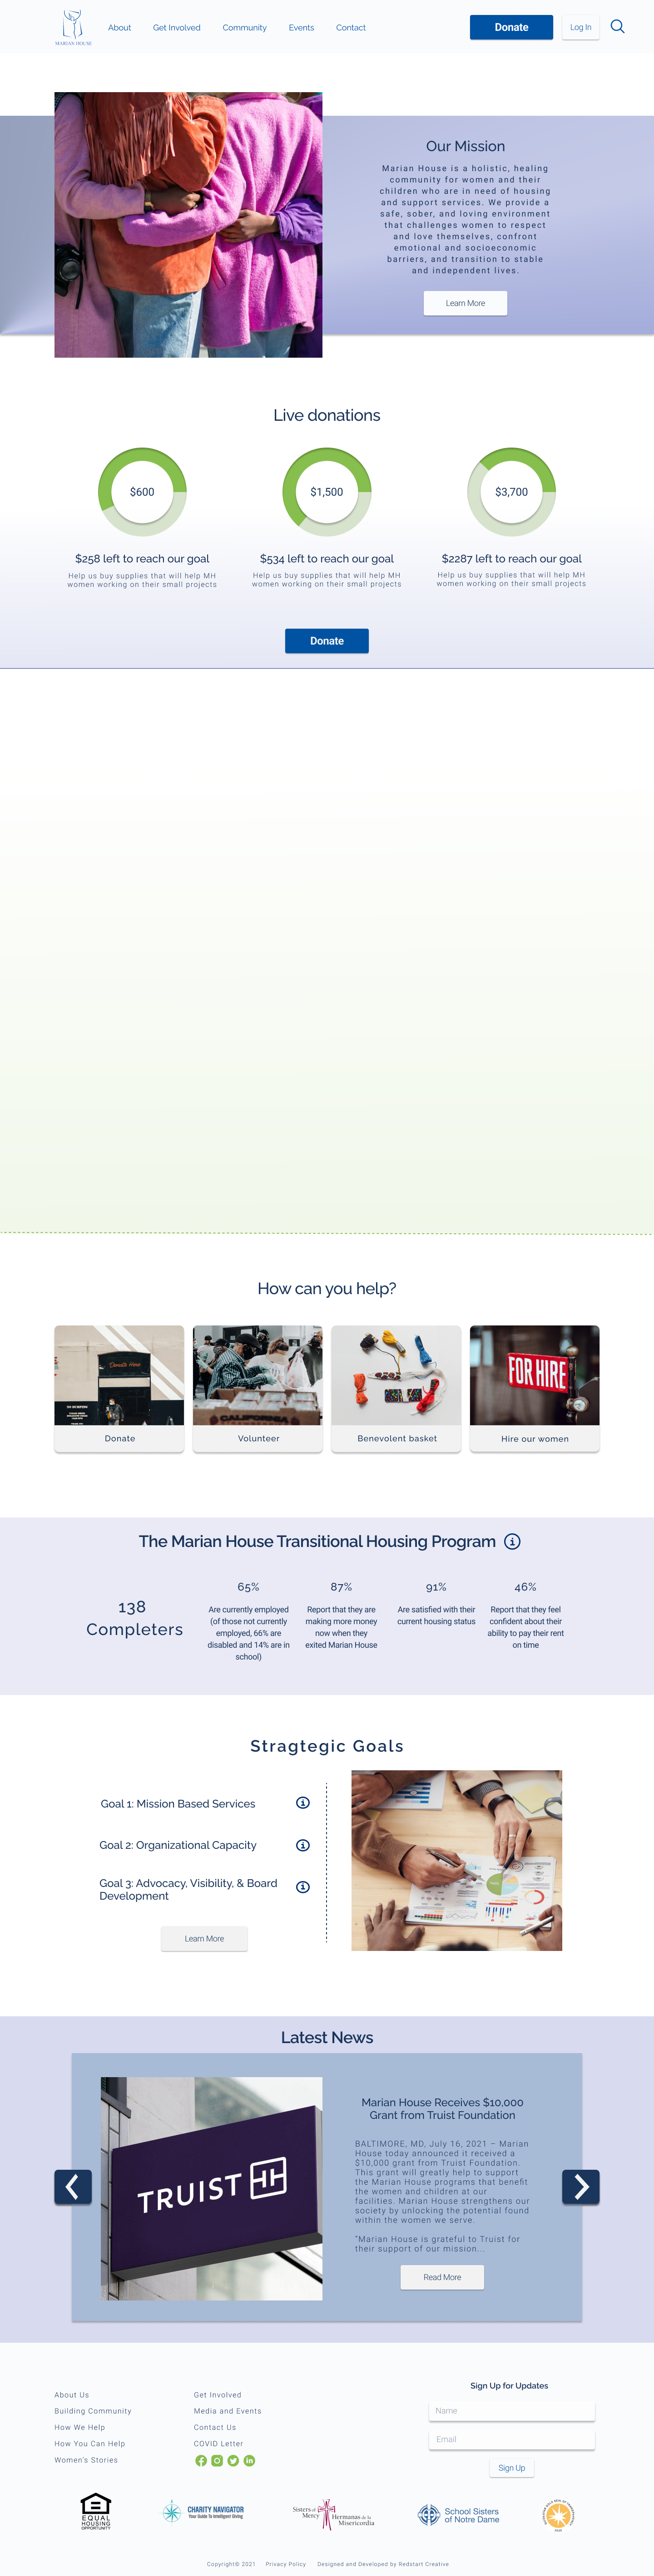 MARIAN HOUSE
About
Get Involved
Community
Events
Contact
Donate
Log In
Our Mission
Marian House is a holistic, healing
community for women and their
children who are in need of housing
and support services. We provide a
safe, sober, and loving environment
that challenges women to respect
and love themselves, confront
emotional and socioeconomic
barriers, and transition to stable
and independent lives.
Learn More
Live donations
$600
$1,500
$3,700
$258 left to reach our goal
Help us buy supplies that will help MH
women working on their small projects
$534 left to reach our goal
Help us buy supplies that will help MH
women working on their small projects
$2287 left to reach our goal
Help us buy supplies that will help MH
women working on their small projects
Donate
How can you help?
Donate Here
CALIFORNIA
FOR HIRE
Donate
Volunteer
Benevolent basket
Hire our women
The Marian House Transitional Housing Program
138
Completers
65%
Are currently employed
(of those not currently
employed, 66% are
disabled and 14% are in
school)
87%
Report that they are
making more money
now when they
exited Marian House
91%
Are satisfied with their
current housing status
46%
Report that they feel
confident about their
ability to pay their rent
on time
Stragtegic Goals
Goal 1: Mission Based Services
Goal 2: Organizational Capacity
Goal 3: Advocacy, Visibility, & Board
Development
Learn More
Latest News
TRUIST
Marian House Receives $10,000
Grant from Truist Foundation
BALTIMORE, MD, July 16, 2021 – Marian
House today announced it received a
$10,000 grant from Truist Foundation.
This grant will greatly help to support
the Marian House programs that benefit
the women and children at our
facilities. Marian House strengthens our
society by unlocking the potential found
within the women we serve.
"Marian House is grateful to Truist for
their support of our mission...
Read More
About Us
Building Community
How We Help
How You Can Help
Women's Stories
Get Involved
Media and Events
Contact Us
COVID Letter
Sign Up for Updates
Name
Email
Sign Up
EQUAL HOUSING
OPPORTUNITY
CHARITY NAVIGATOR
Your Guide To Intelligent Giving
Sisters of
Mercy
Hermanas de la
Misericordia
School Sisters
of Notre Dame
Copyright© 2021
Privacy Policy
Designed and Developed by Redstart Creative